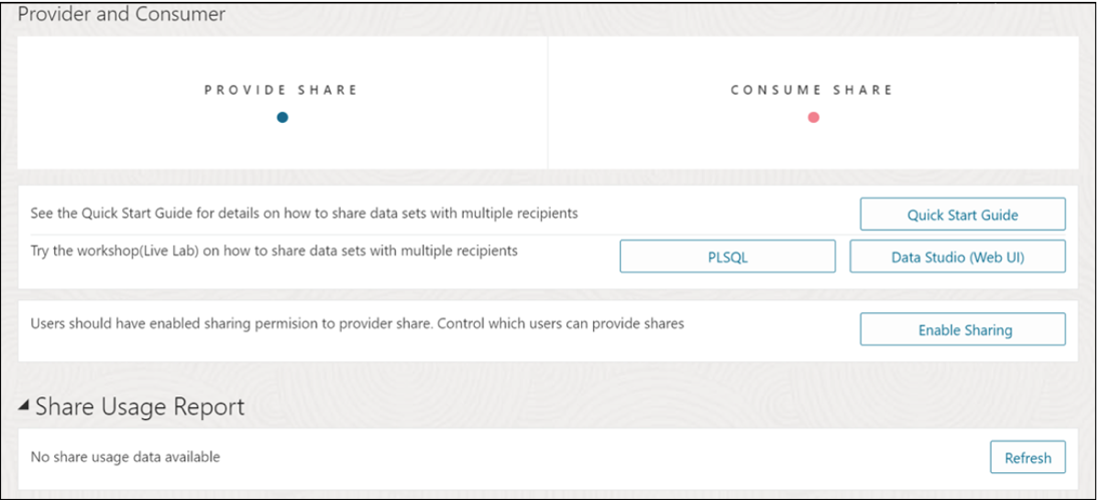 Provider and Consumer
PROVIDE SHARE
CONSUME SHARE
See the Quick Start Guide for details on how to share data sets with multiple recipients
Quick Start Guide
Try the workshop(Live Lab) on how to share data sets with multiple recipients
PLSQL
Data Studio (Web UI)
Users should have enabled sharing permision to provider share. Control which users can provide shares
Enable Sharing
Share Usage Report
No share usage data available
Refresh